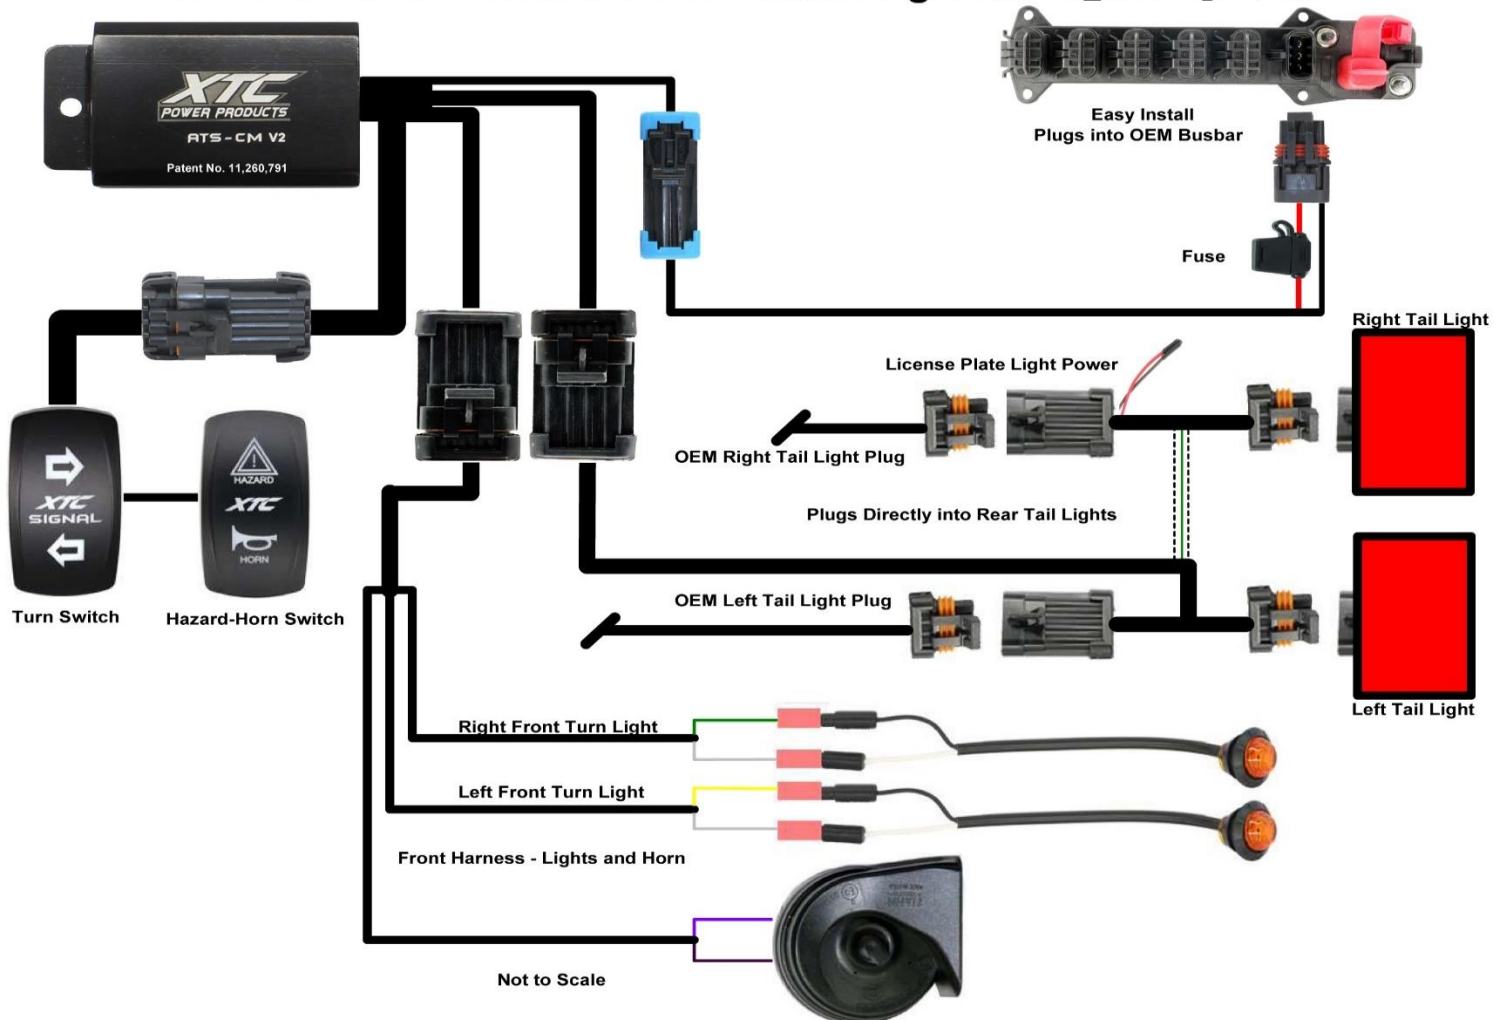 XTC
POWER PRODUCTS
ATS-CM V2
Patent No. 11,260,791
Easy Install
Plugs into OEM Busbar
Fuse
Right Tail Light
License Plate Light Power
OEM Right Tail Light Plug
Plugs Directly into Rear Tail Lights
OEM Left Tail Light Plug
Left Tail Light
XTC
SIGNAL
HAZARD
XTC
HORN
Turn Switch
Hazard-Horn Switch
Right Front Turn Light
Left Front Turn Light
Front Harness - Lights and Horn
Not to Scale